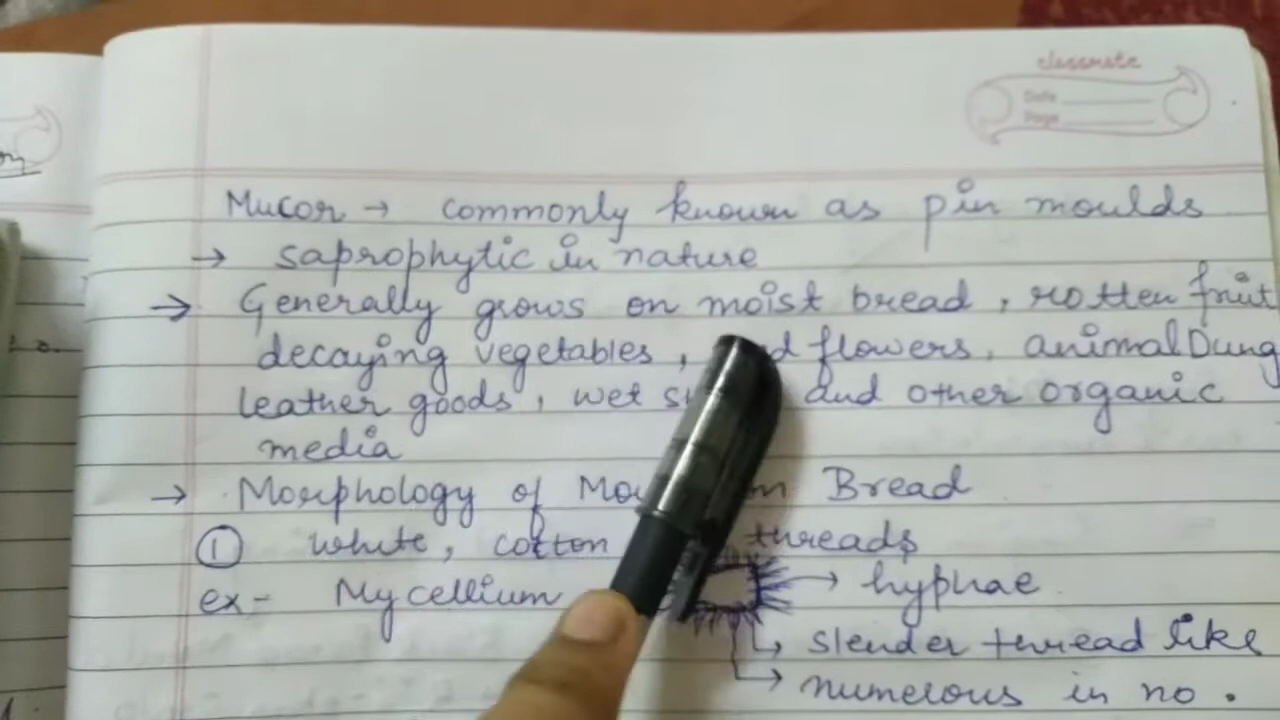 classmate
Date
Page
Mucor → commonly known as pin moulds
→ saprophytic in nature
→ Generally grows on moist bread, rotten fruit
decaying vegetables, flowers, animal Dung
leather goods, wet and other organic
media
→ Morphology of on Bread
① white, cotton threads
ex- Mycellium → hyphae
↳ slender thread like
→ numerous in no.